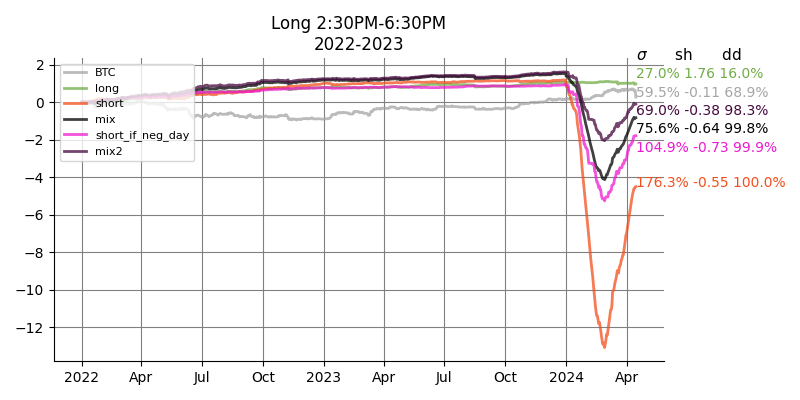 Long 2:30PM-6:30PM
2022-2023
σ sh dd
27.0% 1.76 16.0%
59.5% -0.11 68.9%
69.0% -0.38 98.3%
75.6% -0.64 99.8%
104.9% -0.73 99.9%
176.3% -0.55 100.0%
BTC
long
short
mix
short_if_neg_day
mix2
2
0
−2
−4
−6
−8
−10
−12
2022 Apr Jul Oct 2023 Apr Jul Oct 2024 Apr